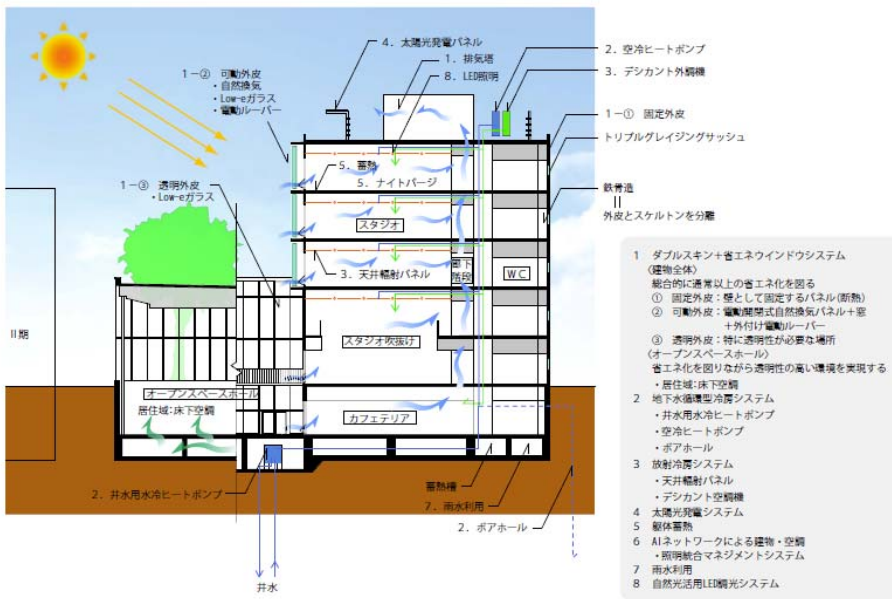 4. 太陽光発電パネル
1. 排気塔
8. LED照明
2. 空冷ヒートポンプ
3. デシカント外調機
1－② 可動外皮
・自然換気
・Low-eガラス
・電動ルーバー
1－① 固定外皮
トリプルグレイジングサッシュ
5. 蓄熱
5. ナイトパージ
1－③ 透明外皮
・Low-eガラス
鉄骨造
||
外皮とスケルトンを分離
スタジオ
3. 天井輻射パネル
廊下
階段
WC
Ⅱ期
スタジオ吹抜け
オープンスペースホール
居住域:床下空調
カフェテリア
2. 井水用水冷ヒートポンプ
蓄熱槽
7. 雨水利用
2. ボアホール
井水
1 ダブルスキン＋省エネウインドウシステム
〈建物全体〉
総合的に通常以上の省エネ化を図る
① 固定外皮：壁として固定するパネル(断熱)
② 可動外皮：電動開閉式自然換気パネル＋窓
＋外付け電動ルーバー
③ 透明外皮：特に透明性が必要な場所
〈オープンスペースホール〉
省エネ化を図りながら透明性の高い環境を実現する
・居住域:床下空調
2 地下水循環型冷房システム
・井水用水冷ヒートポンプ
・空冷ヒートポンプ
・ボアホール
3 放射冷房システム
・天井輻射パネル
・デシカント空調機
4 太陽光発電システム
5 躯体蓄熱
6 AIネットワークによる建物・空調
・照明統合マネジメントシステム
7 雨水利用
8 自然光活用LED調光システム